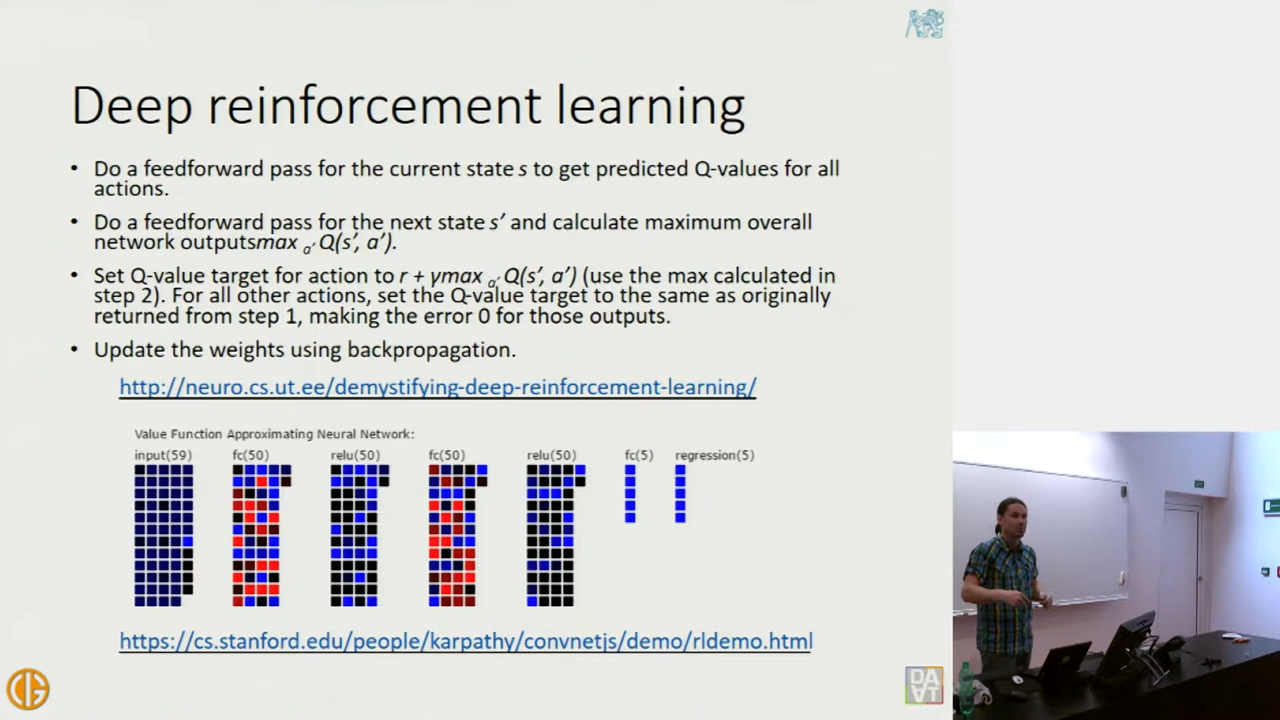 Deep reinforcement learning
• Do a feedforward pass for the current state s to get predicted Q-values for all
actions.
• Do a feedforward pass for the next state s’ and calculate maximum overall
network outputsmax a’ Q(s’, a’).
• Set Q-value target for action to r + γmax a’ Q(s’, a’) (use the max calculated in
step 2). For all other actions, set the Q-value target to the same as originally
returned from step 1, making the error 0 for those outputs.
• Update the weights using backpropagation.
http://neuro.cs.ut.ee/demystifying-deep-reinforcement-learning/
Value Function Approximating Neural Network:
input(59) fc(50) relu(50) fc(50) relu(50) fc(5) regression(5)
https://cs.stanford.edu/people/karpathy/convnetjs/demo/rldemo.html